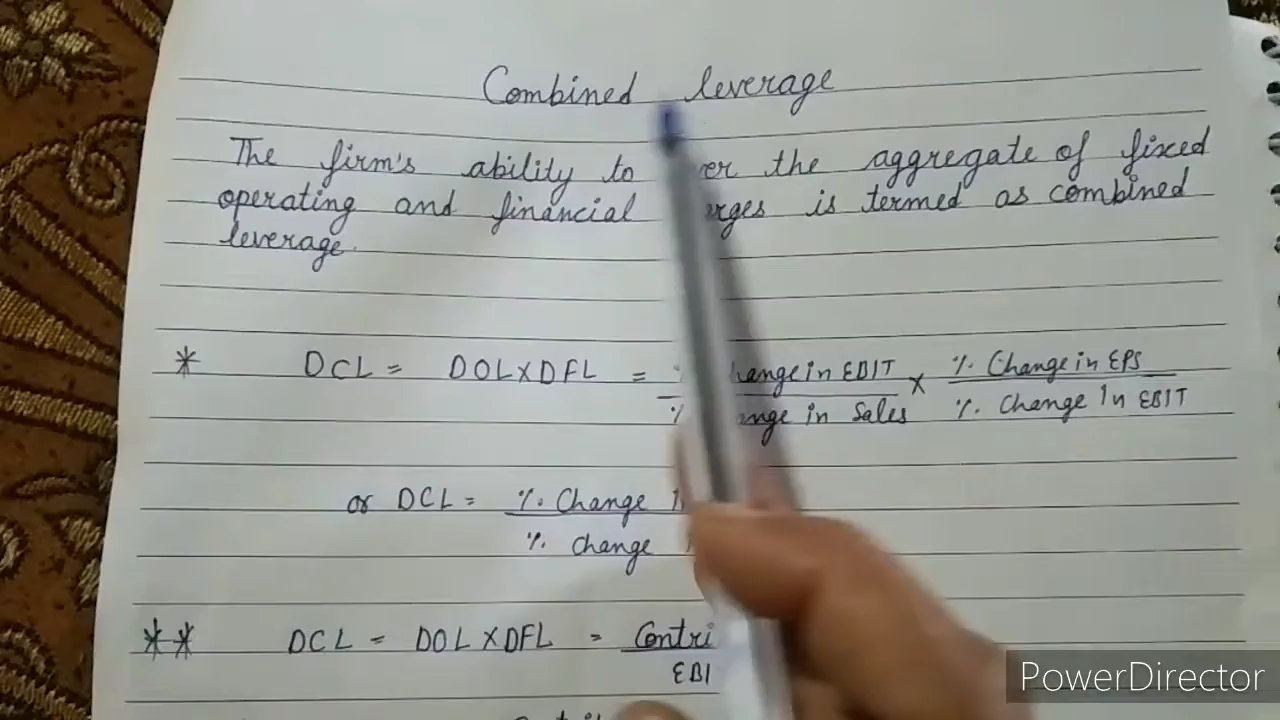 Combined leverage
The firm's ability to the aggregate of fixed
operating and financial is termed as combined
leverage.
* DCL = DOL X DFL = Change in EBIT X % Change in EPS
Change in Sales % Change In EBIT
or DCL = % Change
% change
** DCL = DOL X DFL = Contri
EBI
PowerDirector